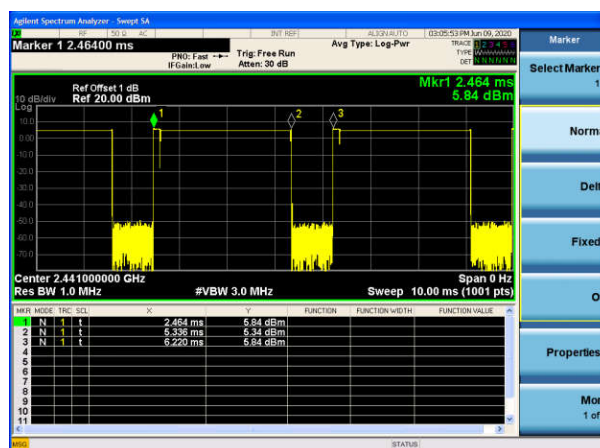 Agilent Spectrum Analyzer - Swept SA
RF 50 Ω AC INT REF ALIGNAUTO 03:05:53 PM Jun 09, 2020
Marker 1 2.46400 ms
Avg Type: Log-Pwr
TRACE 1 2 3 4 5 6
TYPE
DET N N N N N N
PNO: Fast
IFGain:Low
Trig: Free Run
Atten: 30 dB
Mkr1 2.464 ms
5.84 dBm
Ref Offset 1 dB
Ref 20.00 dBm
10 dB/div
Log
10.0
0.00
-10.0
-20.0
-30.0
-40.0
-50.0
-60.0
-70.0
1
2
3
Center 2.441000000 GHz
Span 0 Hz
Res BW 1.0 MHz
#VBW 3.0 MHz
Sweep 10.00 ms (1001 pts)
MKR MODE TRC SCL X Y FUNCTION FUNCTION WIDTH FUNCTION VALUE
1 N 1 t 2.464 ms 5.84 dBm
2 N 1 t 5.336 ms 5.34 dBm
3 N 1 t 6.220 ms 5.84 dBm
4
5
6
7
8
9
10
11
MSG
STATUS
Marker
Select Marker
1
Norma
Delt
Fixed
O
Properties
Mor
1 of